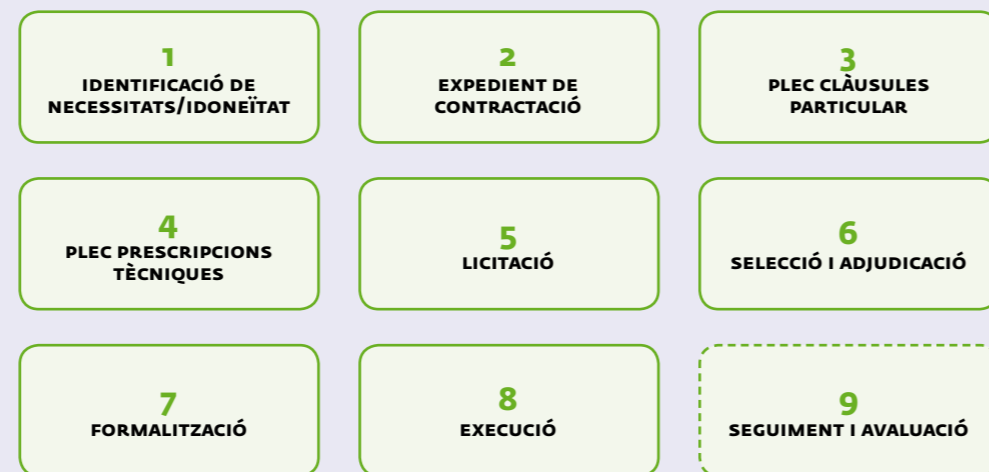 1
IDENTIFICACIÓ DE
NECESSITATS/IDONEÏTAT
2
EXPEDIENT DE
CONTRACTACIÓ
3
PLEC CLÀUSULES
PARTICULAR
4
PLEC PRESCRIPCIONS
TÈCNIQUES
5
LICITACIÓ
6
SELECCIÓ I ADJUDICACIÓ
7
FORMALITZACIÓ
8
EXECUCIÓ
9
SEGUIMENT I AVALUACIÓ